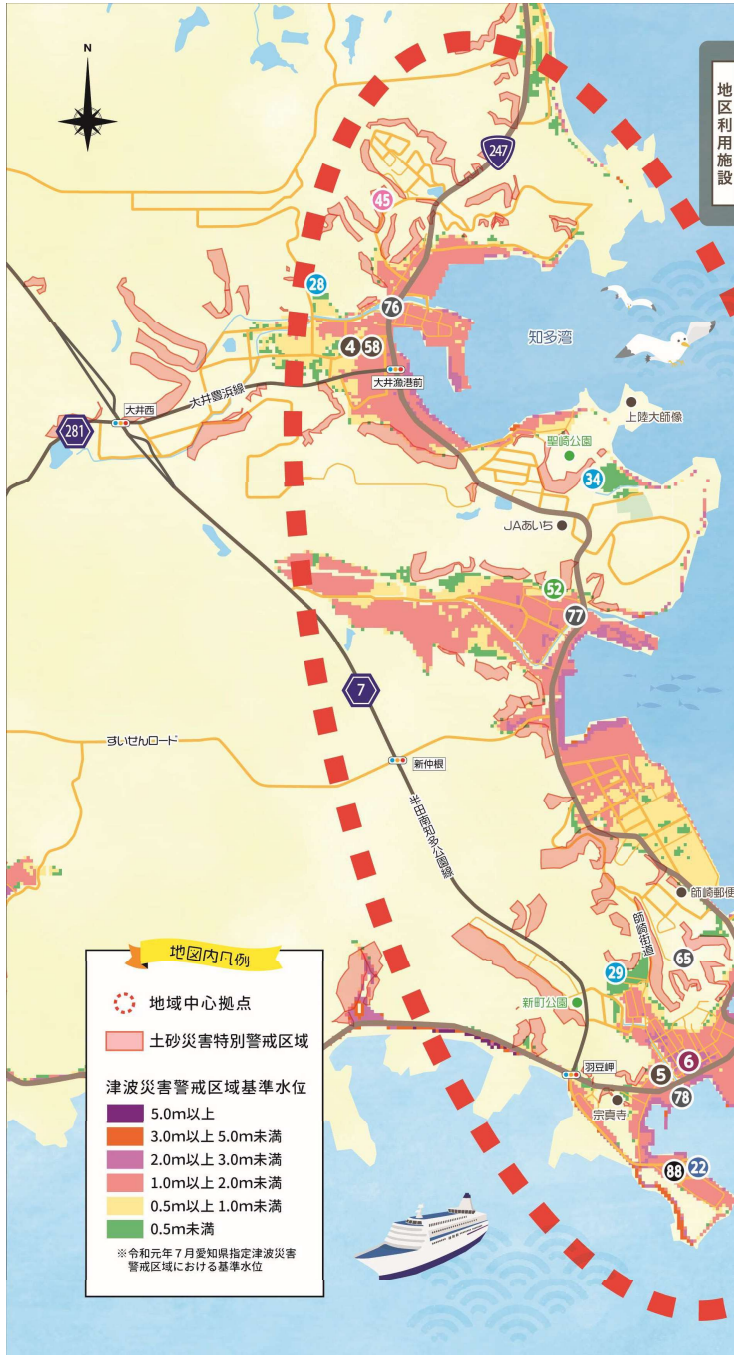 N
地区利用施設
247
45
28
76
知多湾
4
58
大井漁港前
大井豊浜線
大井西
281
上陸大師像
聖崎公園
34
JAあいち
52
77
7
すいせんロード
新仲根
半田南知多公園線
師崎郵便
師崎街道
65
29
新町公園
6
5
羽豆岬
78
宗真寺
88
22
地図内凡例
地域中心拠点
土砂災害特別警戒区域
津波災害警戒区域基準水位
5.0m以上
3.0m以上 5.0m未満
2.0m以上 3.0m未満
1.0m以上 2.0m未満
0.5m以上 1.0m未満
0.5m未満
※令和元年7月愛知県指定津波災害
警戒区域における基準水位